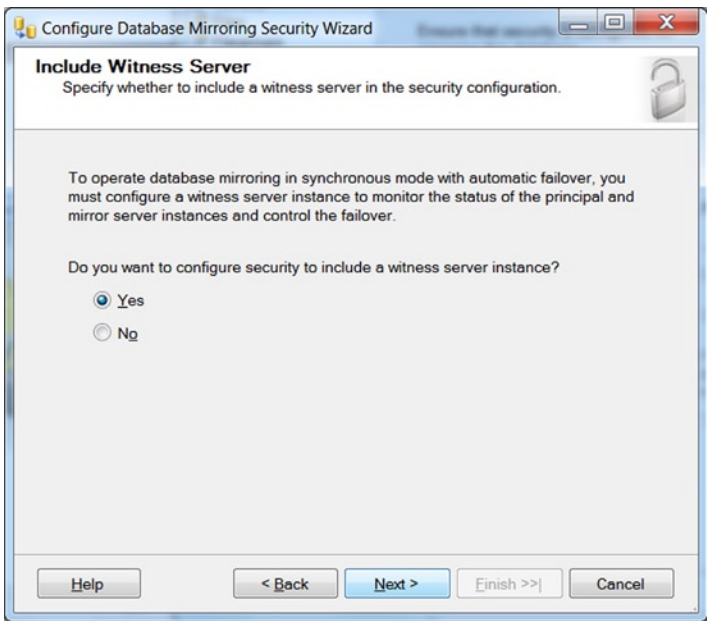 Configure Database Mirroring Security Wizard
Include Witness Server
Specify whether to include a witness server in the security configuration.
To operate database mirroring in synchronous mode with automatic failover, you
must configure a witness server instance to monitor the status of the principal and
mirror server instances and control the failover.
Do you want to configure security to include a witness server instance?
Yes
No
Help
< Back
Next >
Finish >>|
Cancel